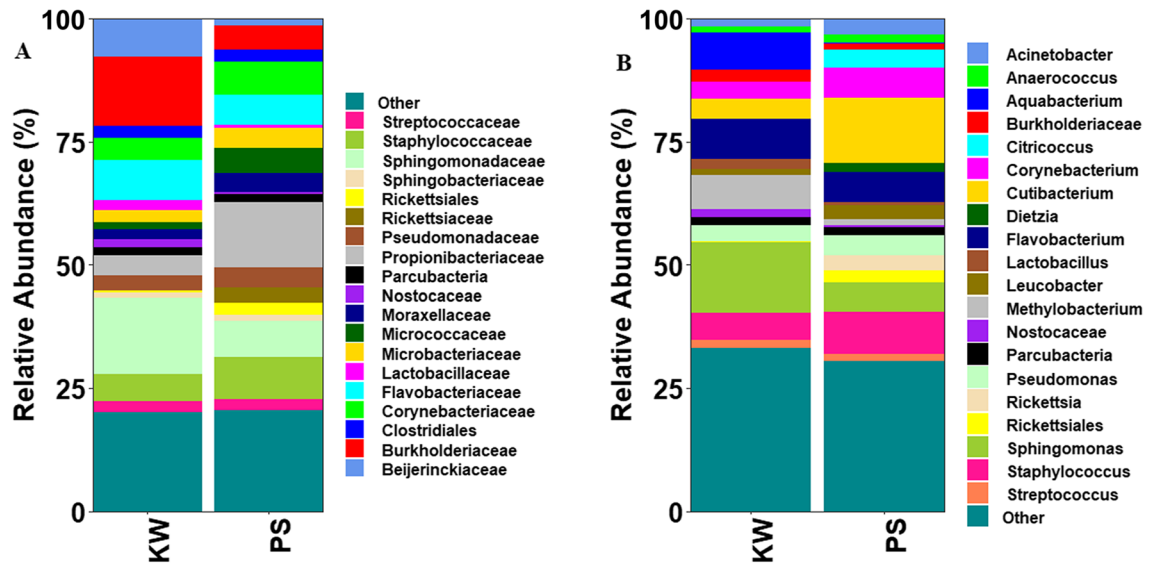 A
Relative Abundance (%)
100
75
50
25
0
KW
PS
Other
Streptococcaceae
Staphylococcaceae
Sphingomonadaceae
Sphingobacteriaceae
Rickettsiales
Rickettsiaceae
Pseudomonadaceae
Propionibacteriaceae
Parcubacteria
Nostocaceae
Moraxellaceae
Micrococcaceae
Microbacteriaceae
Lactobacillaceae
Flavobacteriaceae
Corynebacteriaceae
Clostridiales
Burkholderiaceae
Beijerinckiaceae
B
Relative Abundance (%)
100
75
50
25
0
KW
PS
Acinetobacter
Anaerococcus
Aquabacterium
Burkholderiaceae
Citricoccus
Corynebacterium
Cutibacterium
Dietzia
Flavobacterium
Lactobacillus
Leucobacter
Methylobacterium
Nostocaceae
Parcubacteria
Pseudomonas
Rickettsia
Rickettsiales
Sphingomonas
Staphylococcus
Streptococcus
Other